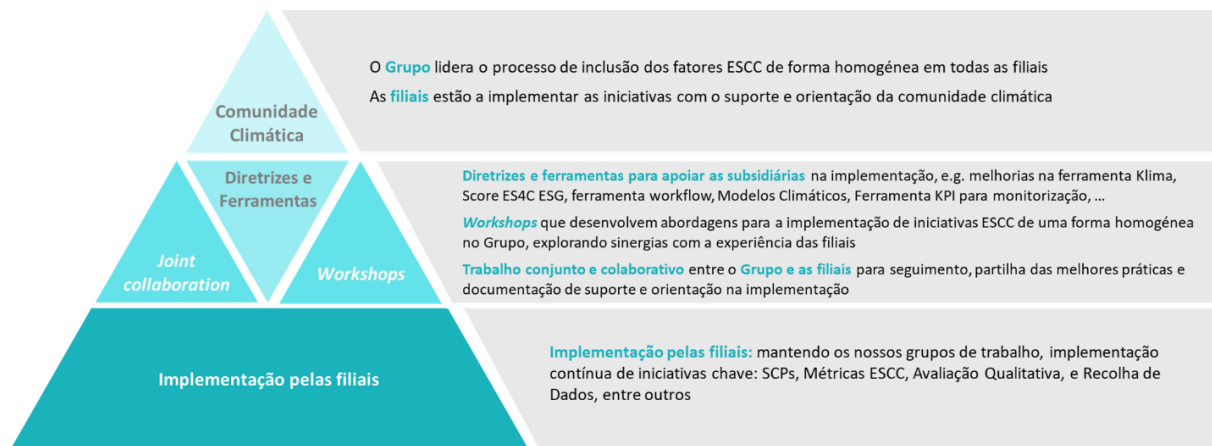 O Grupo lidera o processo de inclusão dos fatores ESCC de forma homogénea em todas as filiais
As filiais estão a implementar as iniciativas com o suporte e orientação da comunidade climática
Comunidade
Climática
Diretrizes e
Ferramentas
Joint
collaboration
Workshops
Diretrizes e ferramentas para apoiar as subsidiárias na implementação, e.g. melhorias na ferramenta Klima,
Score ES4C ESG, ferramenta workflow, Modelos Climáticos, Ferramenta KPI para monitorização, ...
Workshops que desenvolvem abordagens para a implementação de iniciativas ESCC de uma forma homogénea
no Grupo, explorando sinergias com a experiência das filiais
Trabalho conjunto e colaborativo entre o Grupo e as filiais para seguimento, partilha das melhores práticas e
documentação de suporte e orientação na implementação
Implementação pelas filiais
Implementação pelas filiais: mantendo os nossos grupos de trabalho, implementação
contínua de iniciativas chave: SCPs, Métricas ESCC, Avaliação Qualitativa, e Recolha de
Dados, entre outros